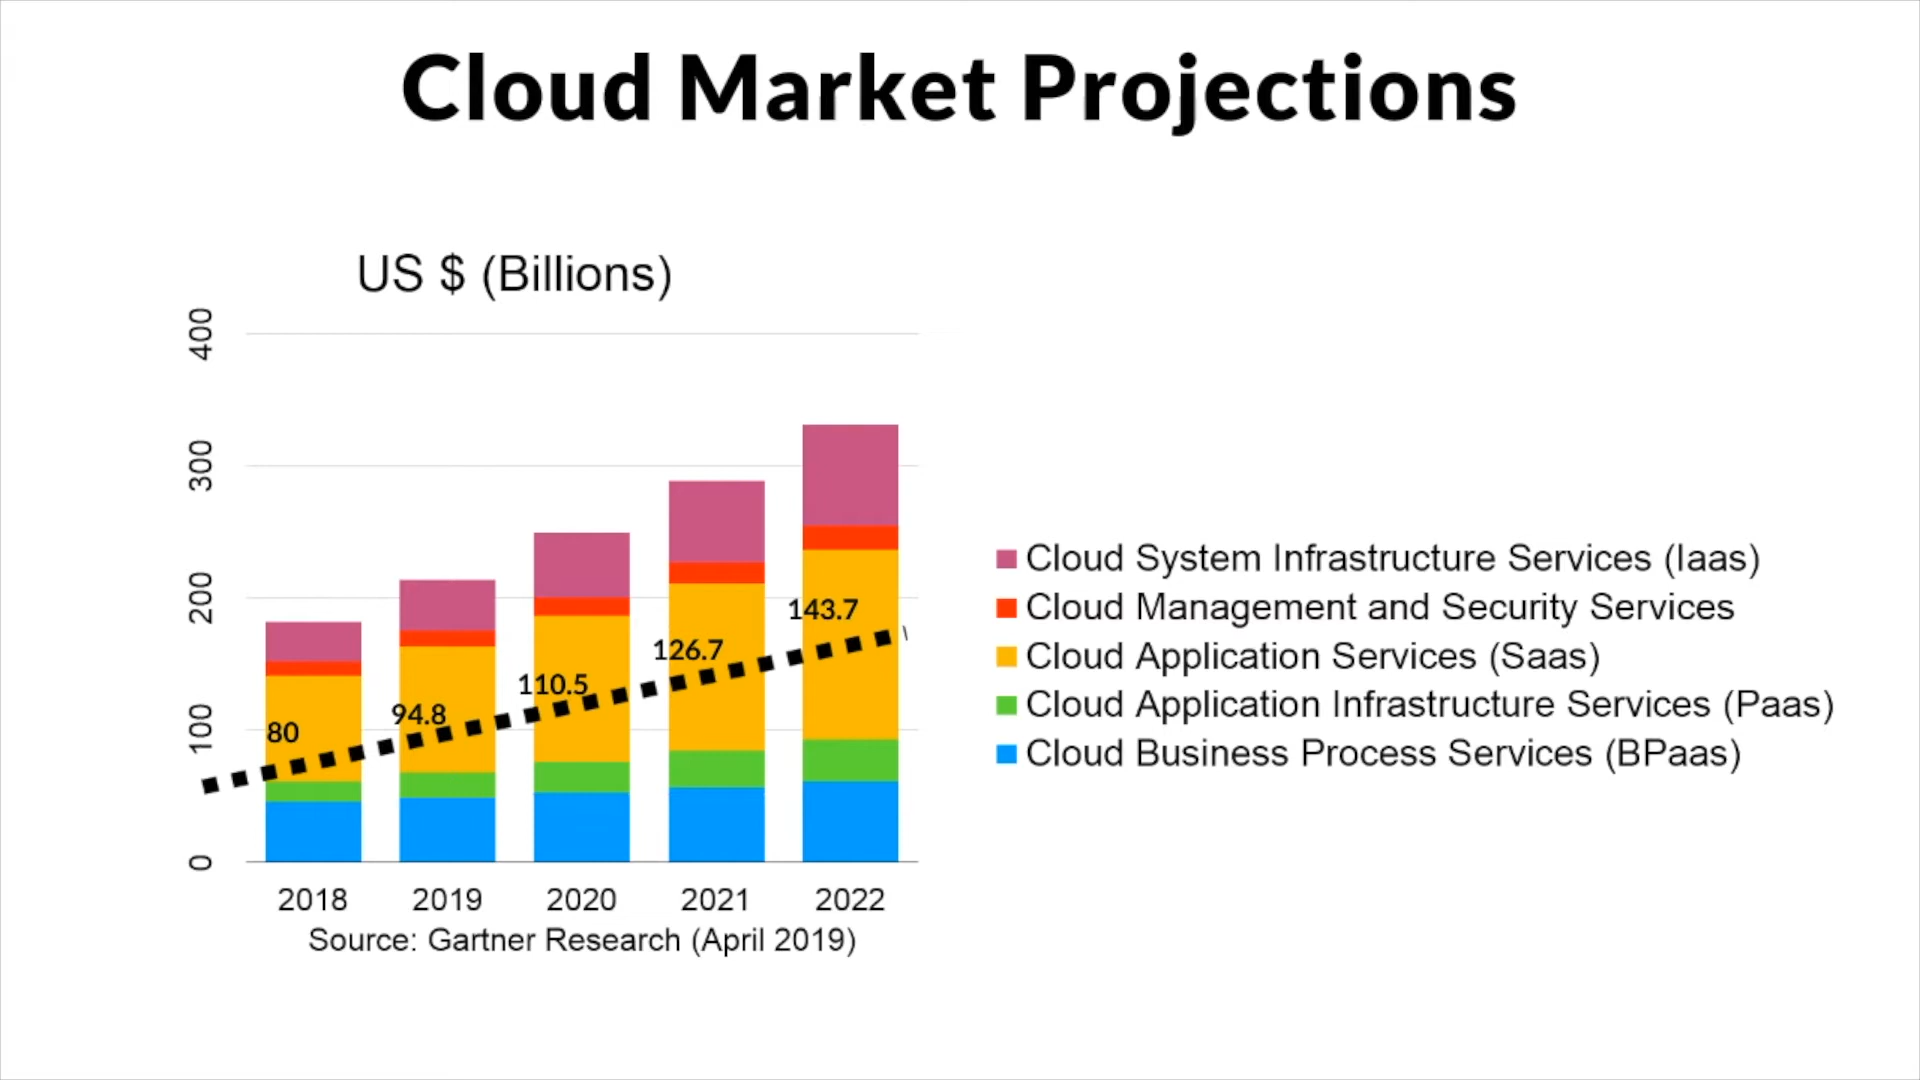 Cloud Market Projections
US $ (Billions)
400
300
200
100
0
80
94.8
110.5
126.7
143.7
2018 2019 2020 2021 2022
Source: Gartner Research (April 2019)
Cloud System Infrastructure Services (Iaas)
Cloud Management and Security Services
Cloud Application Services (Saas)
Cloud Application Infrastructure Services (Paas)
Cloud Business Process Services (BPaas)